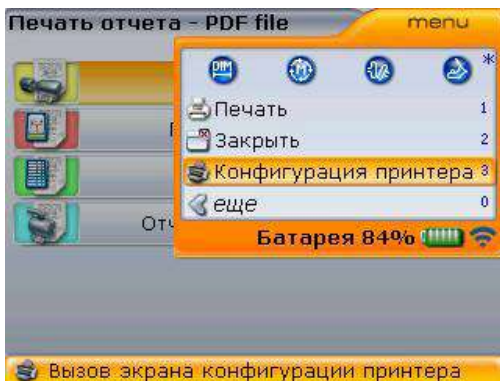 Печать отчета - PDF file
menu
*
Печать 1
Закрыть 2
Конфигурация принтера 3
еще 0
Отч
Батарея 84%
Вызов экрана конфигурации принтера